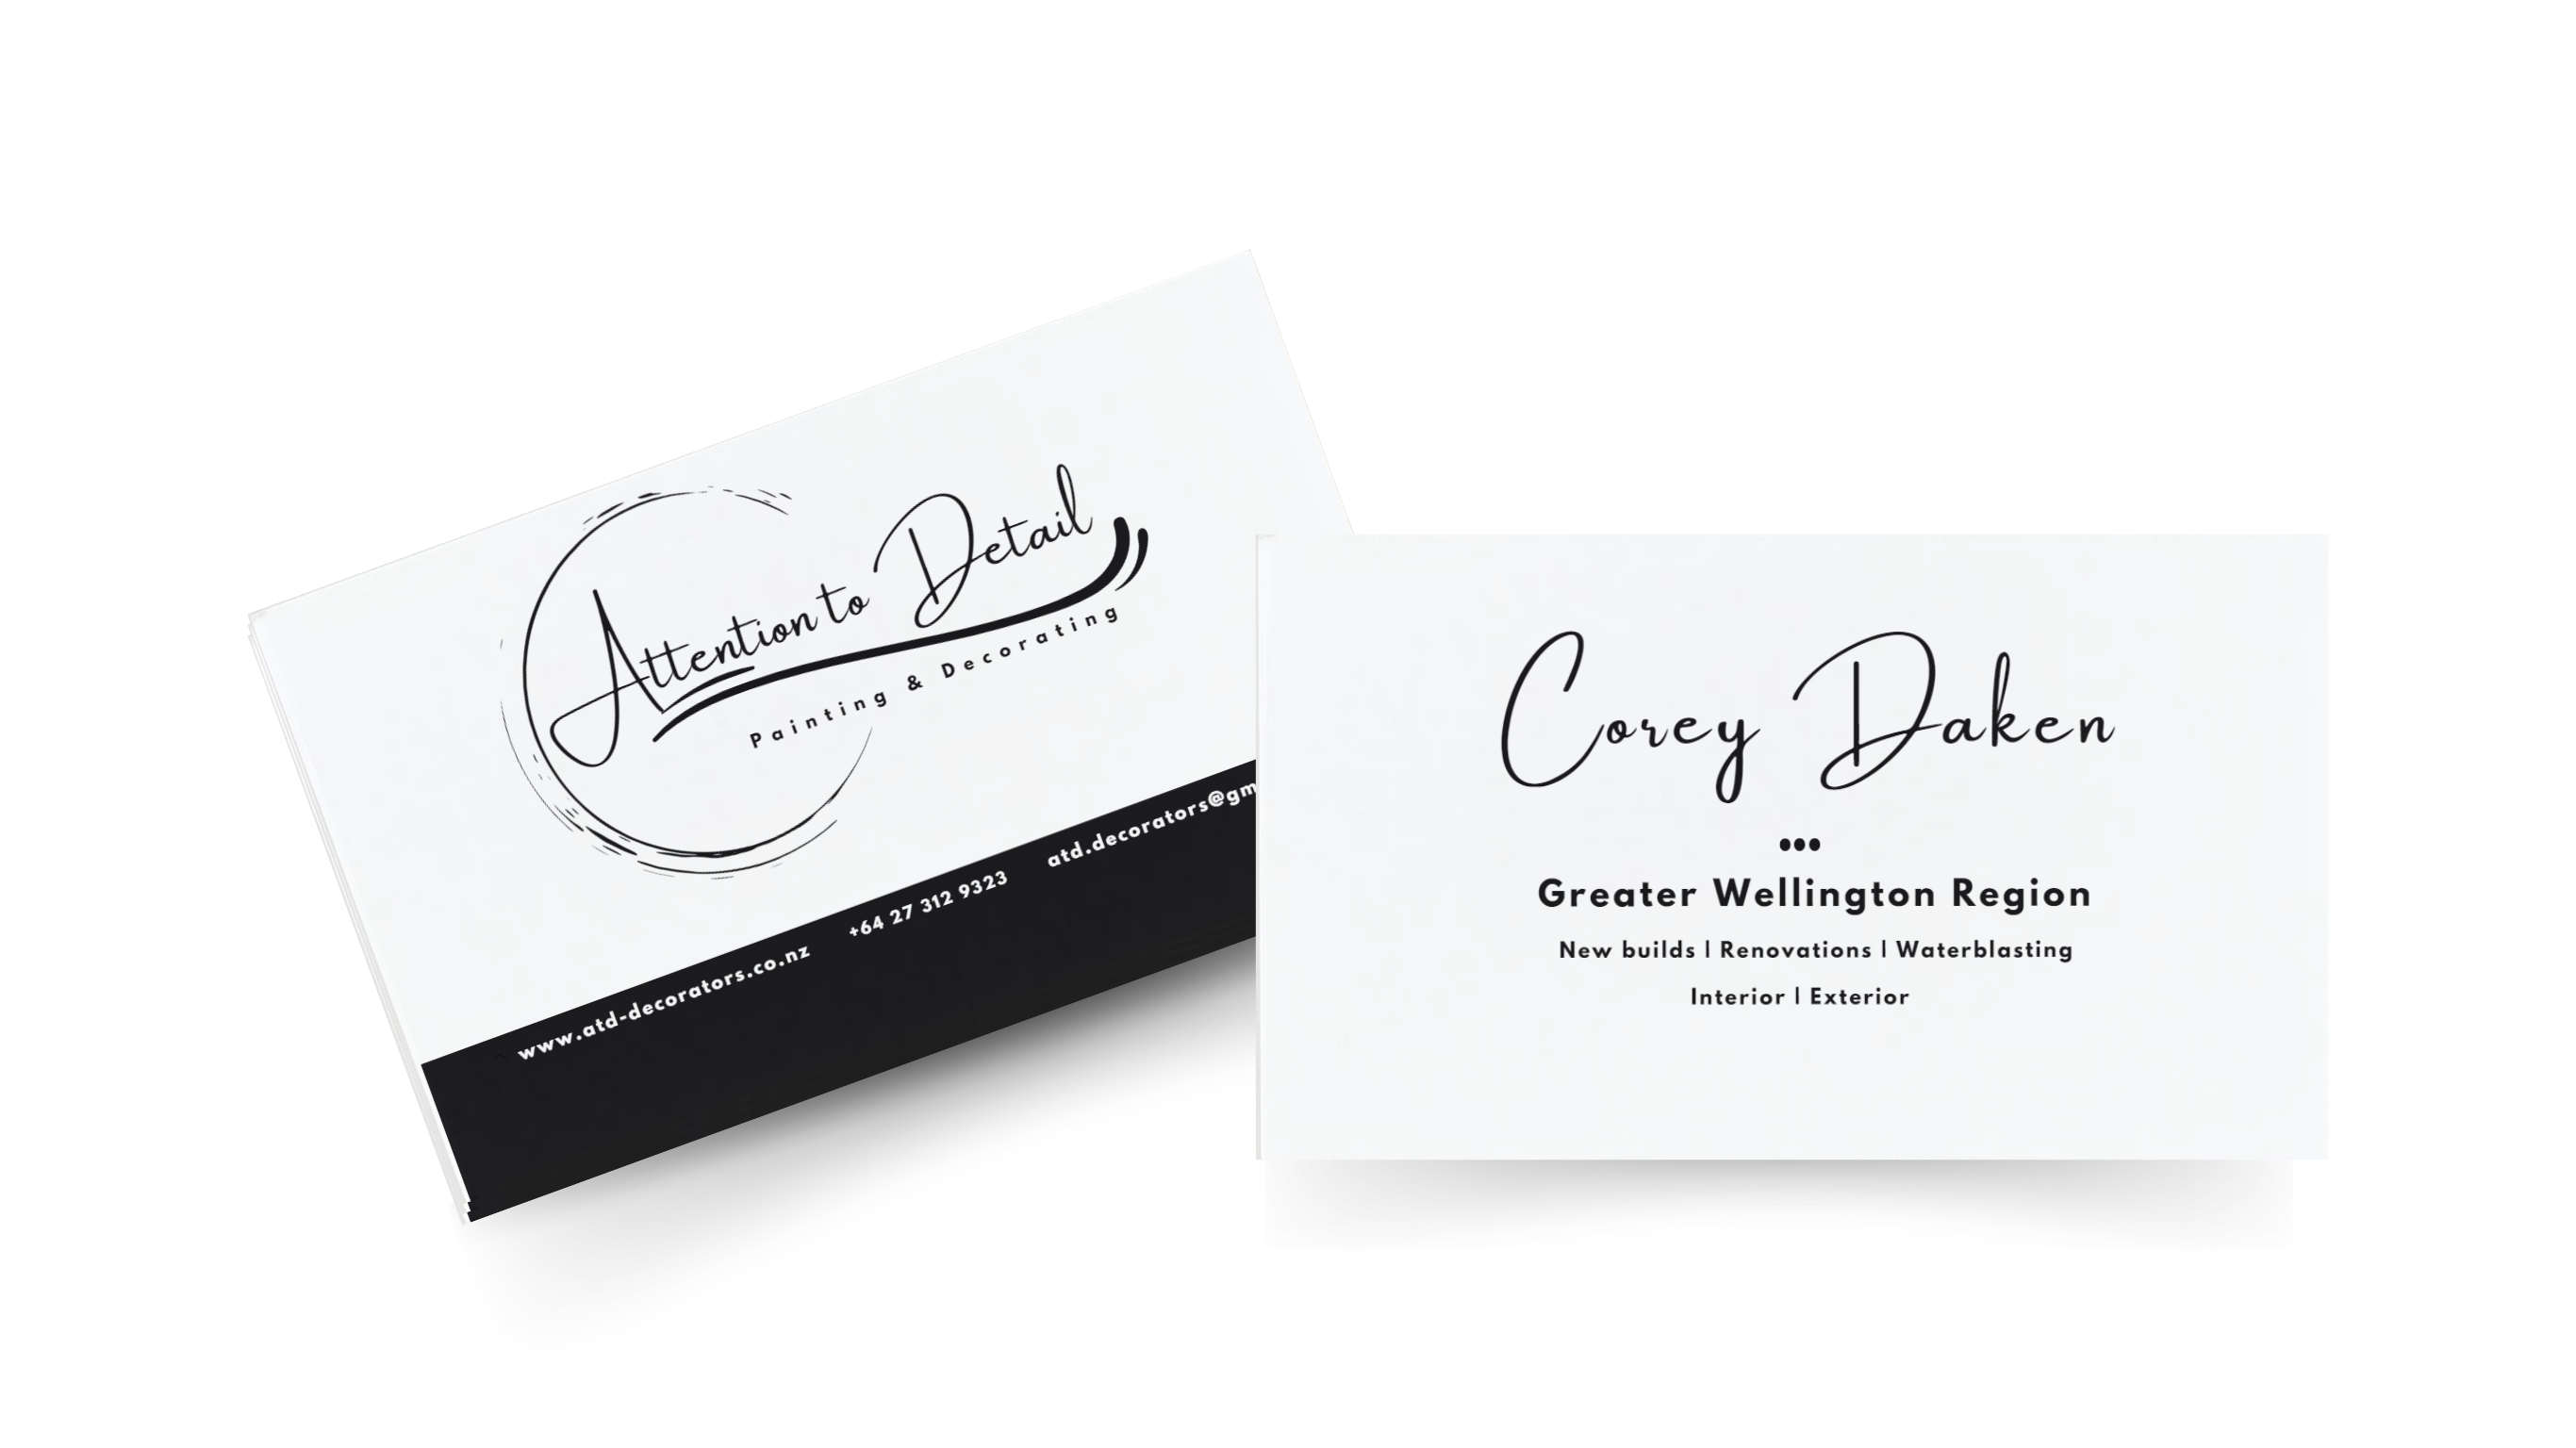 Attention to Detail
Painting & Decorating
www.atd-decorators.co.nz +64 27 312 9323 atd.decorators@gm
Corey Daken
Greater Wellington Region
New builds | Renovations | Waterblasting
Interior | Exterior